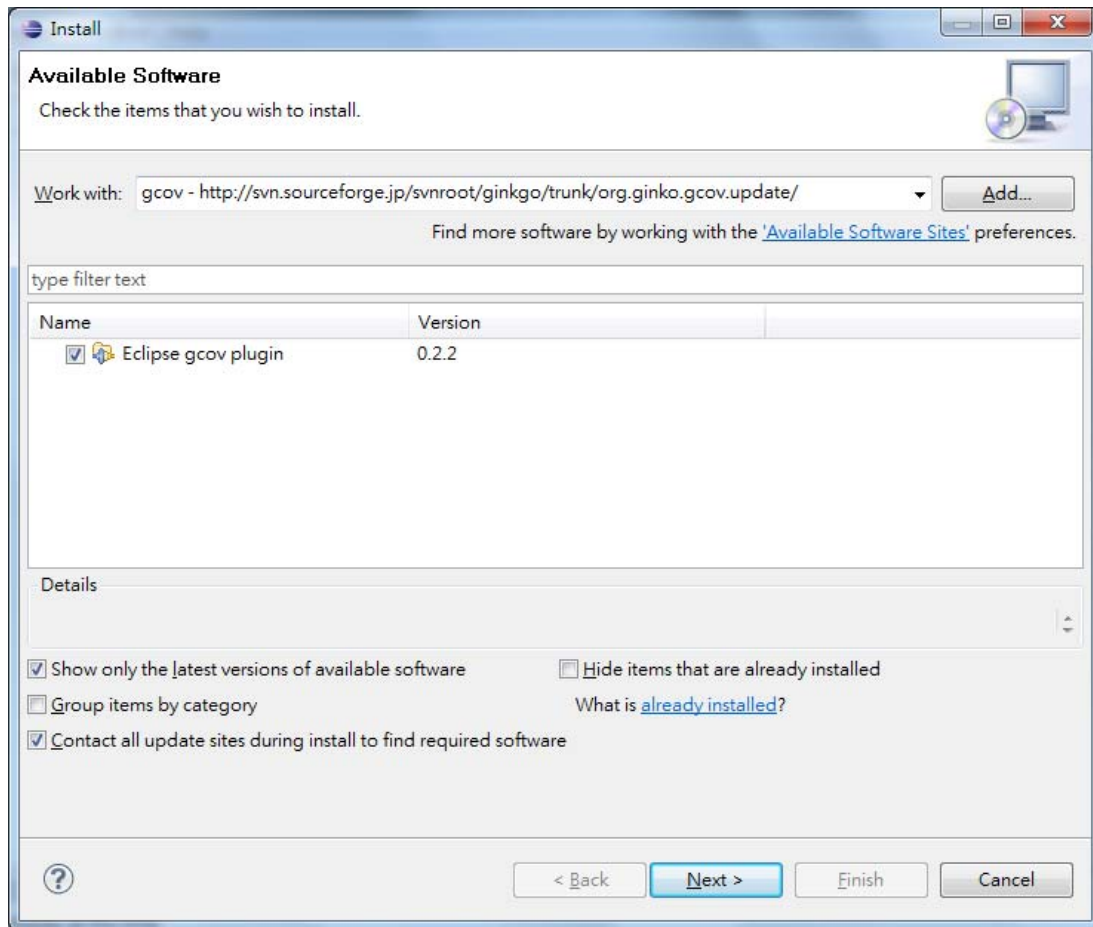 Install
Available Software
Check the items that you wish to install.
Work with: gcov - http://svn.sourceforge.jp/svnroot/ginkgo/trunk/org.ginko.gcov.update/ Add...
Find more software by working with the 'Available Software Sites' preferences.
type filter text
Name Version
Eclipse gcov plugin 0.2.2
Details
Show only the latest versions of available software Hide items that are already installed
Group items by category What is already installed?
Contact all update sites during install to find required software
< Back Next > Finish Cancel